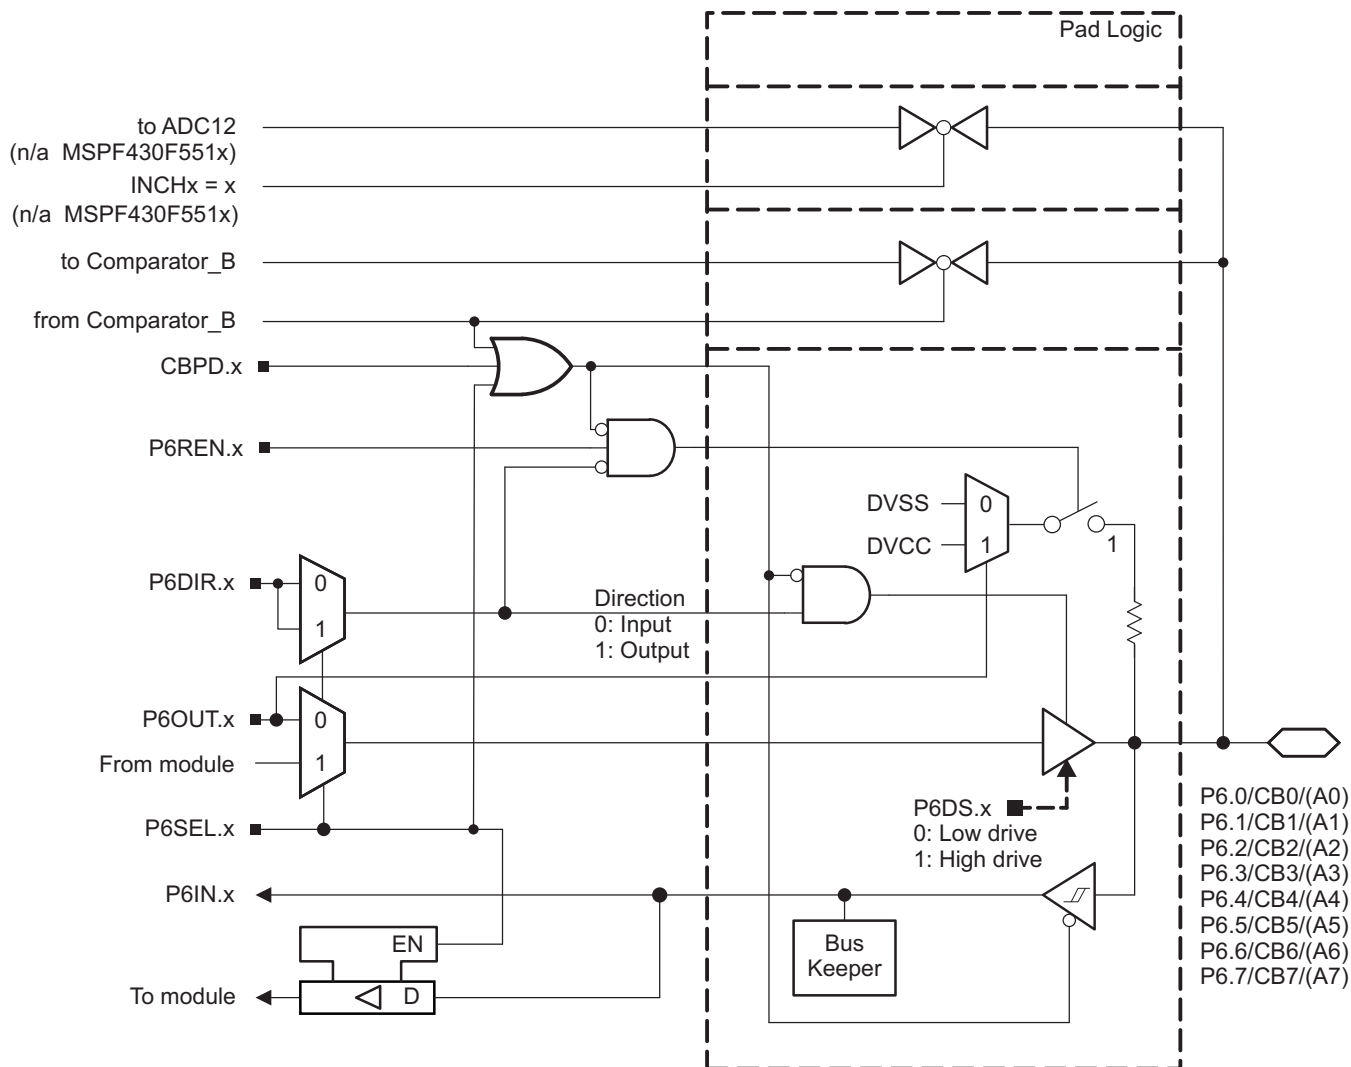 Pad Logic
to ADC12
(n/a MSPF430F551x)
INCHx = x
(n/a MSPF430F551x)
to Comparator_B
from Comparator_B
CBPD.x
P6REN.x
DVSS
0
DVCC
1
1
P6DIR.x
0
1
Direction
0: Input
1: Output
P6OUT.x
0
From module
1
P6SEL.x
P6DS.x
0: Low drive
1: High drive
P6.0/CB0/(A0)
P6.1/CB1/(A1)
P6.2/CB2/(A2)
P6.3/CB3/(A3)
P6.4/CB4/(A4)
P6.5/CB5/(A5)
P6.6/CB6/(A6)
P6.7/CB7/(A7)
P6IN.x
Bus
Keeper
EN
To module
D